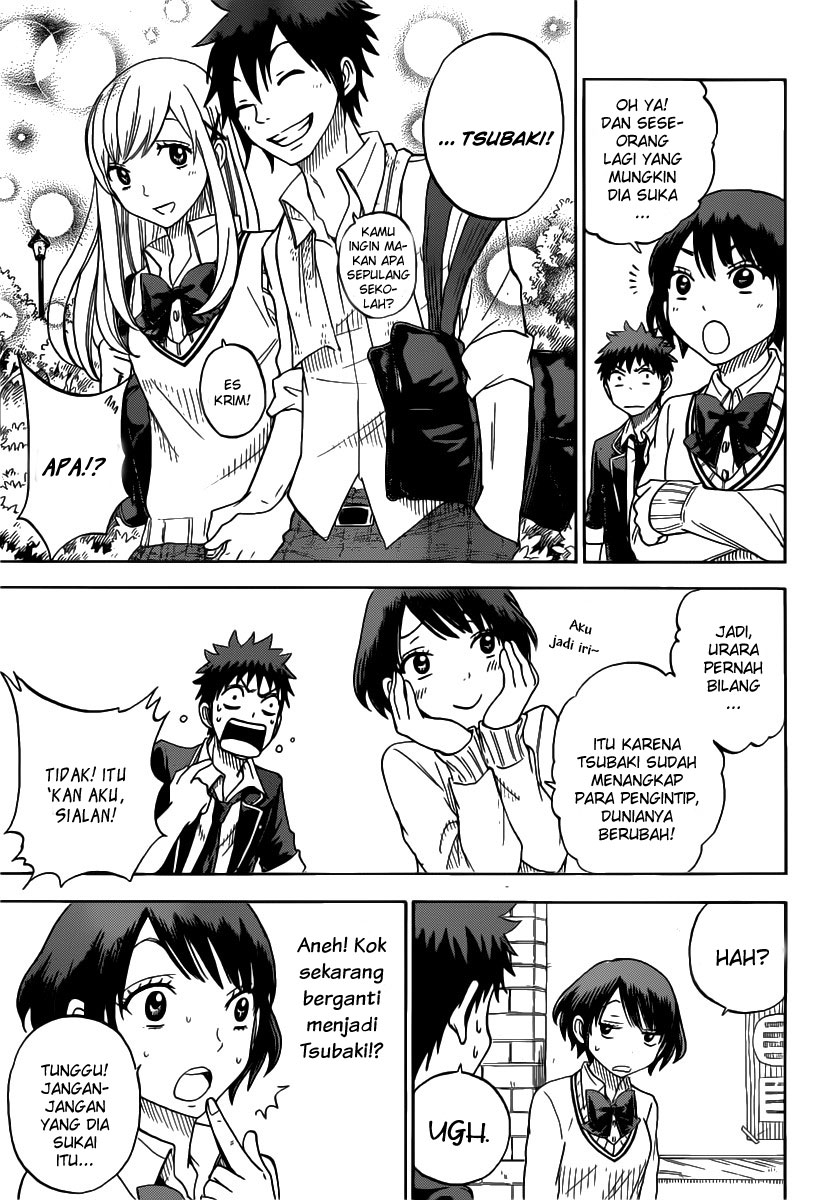 OH YA!
DAN SESE-
ORANG
LAGI YANG
MUNGKIN
DIA SUKA
...
... TSUBAKI!
KAMU
INGIN MA-
KAN APA
SEPULANG
SEKO-
LAH?
ES
KRIM!
APA!?
JADI,
URARA
PERNAH
BILANG
...
ITU KARENA
TSUBAKI SUDAH
MENANGKAP
PARA PENGINTIP,
DUNIANYA
BERUBAH!
Aku
jadi iri~
TIDAK! ITU
'KAN AKU,
SIALAN!
HAH?
UGH.
Aneh! Kok
sekarang
berganti
menjadi
Tsubaki!?
TUNGGU!
JANGAN-
JANGAN
YANG DIA
SUKAI
ITU...